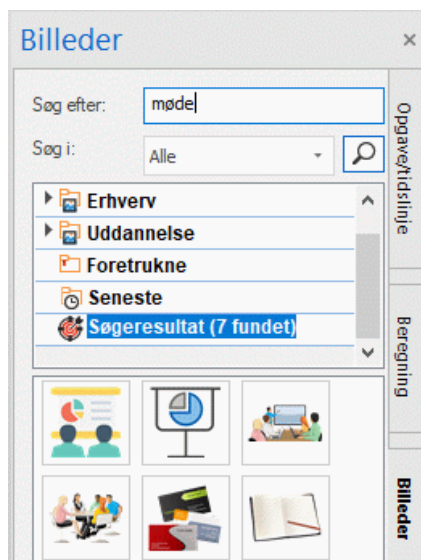 Billeder
Søg efter:
møde
Søg i:
Alle
Erhverv
Uddannelse
Foretrukne
Seneste
Søgeresultat (7 fundet)
Opgave/tidslinje
Beregning
Billeder